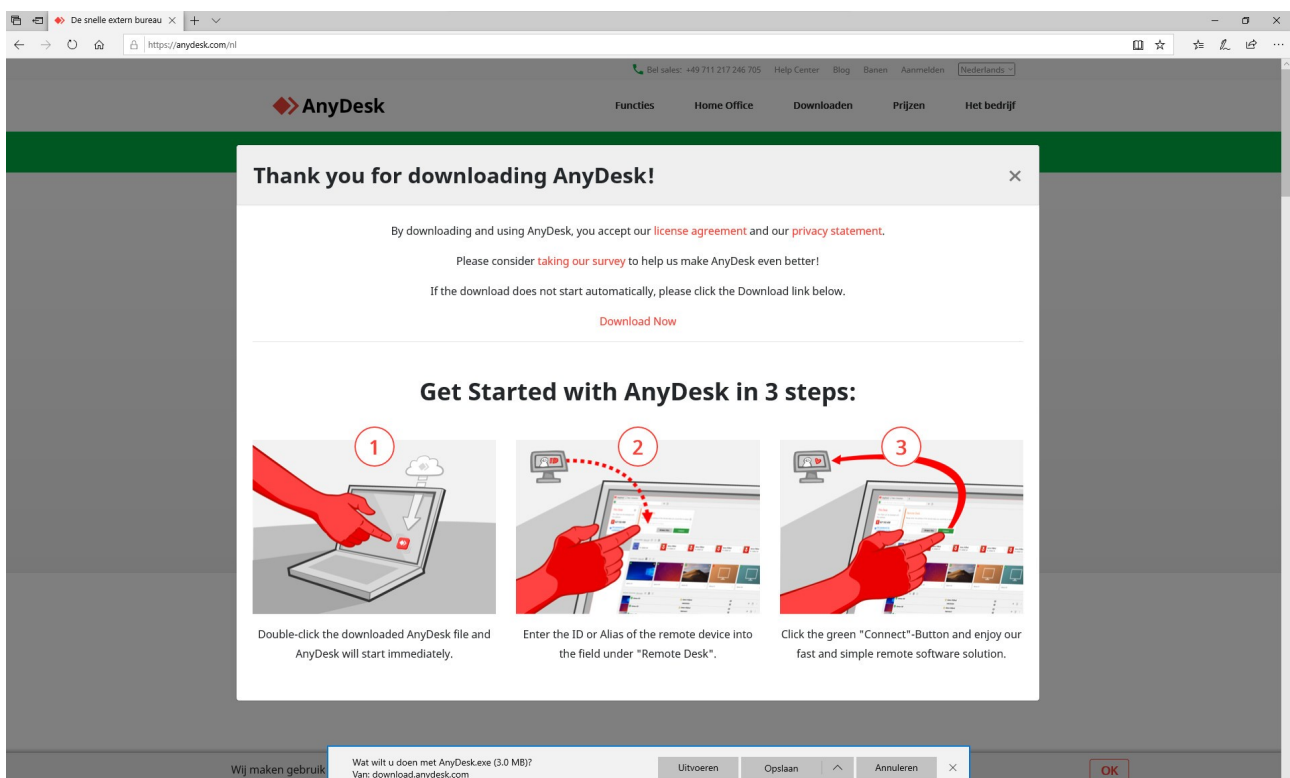 De snelle extern bureau
https://anydesk.com/nl
Bel sales: +49 711 217 246 705 Help Center Blog Banen Aanmelden Nederlands
AnyDesk
Functies Home Office Downloaden Prijzen Het bedrijf
Thank you for downloading AnyDesk!
By downloading and using AnyDesk, you accept our license agreement and our privacy statement.
Please consider taking our survey to help us make AnyDesk even better!
If the download does not start automatically, please click the Download link below.
Download Now
Get Started with AnyDesk in 3 steps:
1
2
3
Double-click the downloaded AnyDesk file and
AnyDesk will start immediately.
Enter the ID or Alias of the remote device into
the field under "Remote Desk".
Click the green "Connect"-Button and enjoy our
fast and simple remote software solution.
Wij maken gebruik
Wat wilt u doen met AnyDesk.exe (3.0 MB)?
Van: download.anydesk.com
Uitvoeren Opslaan Annuleren
OK